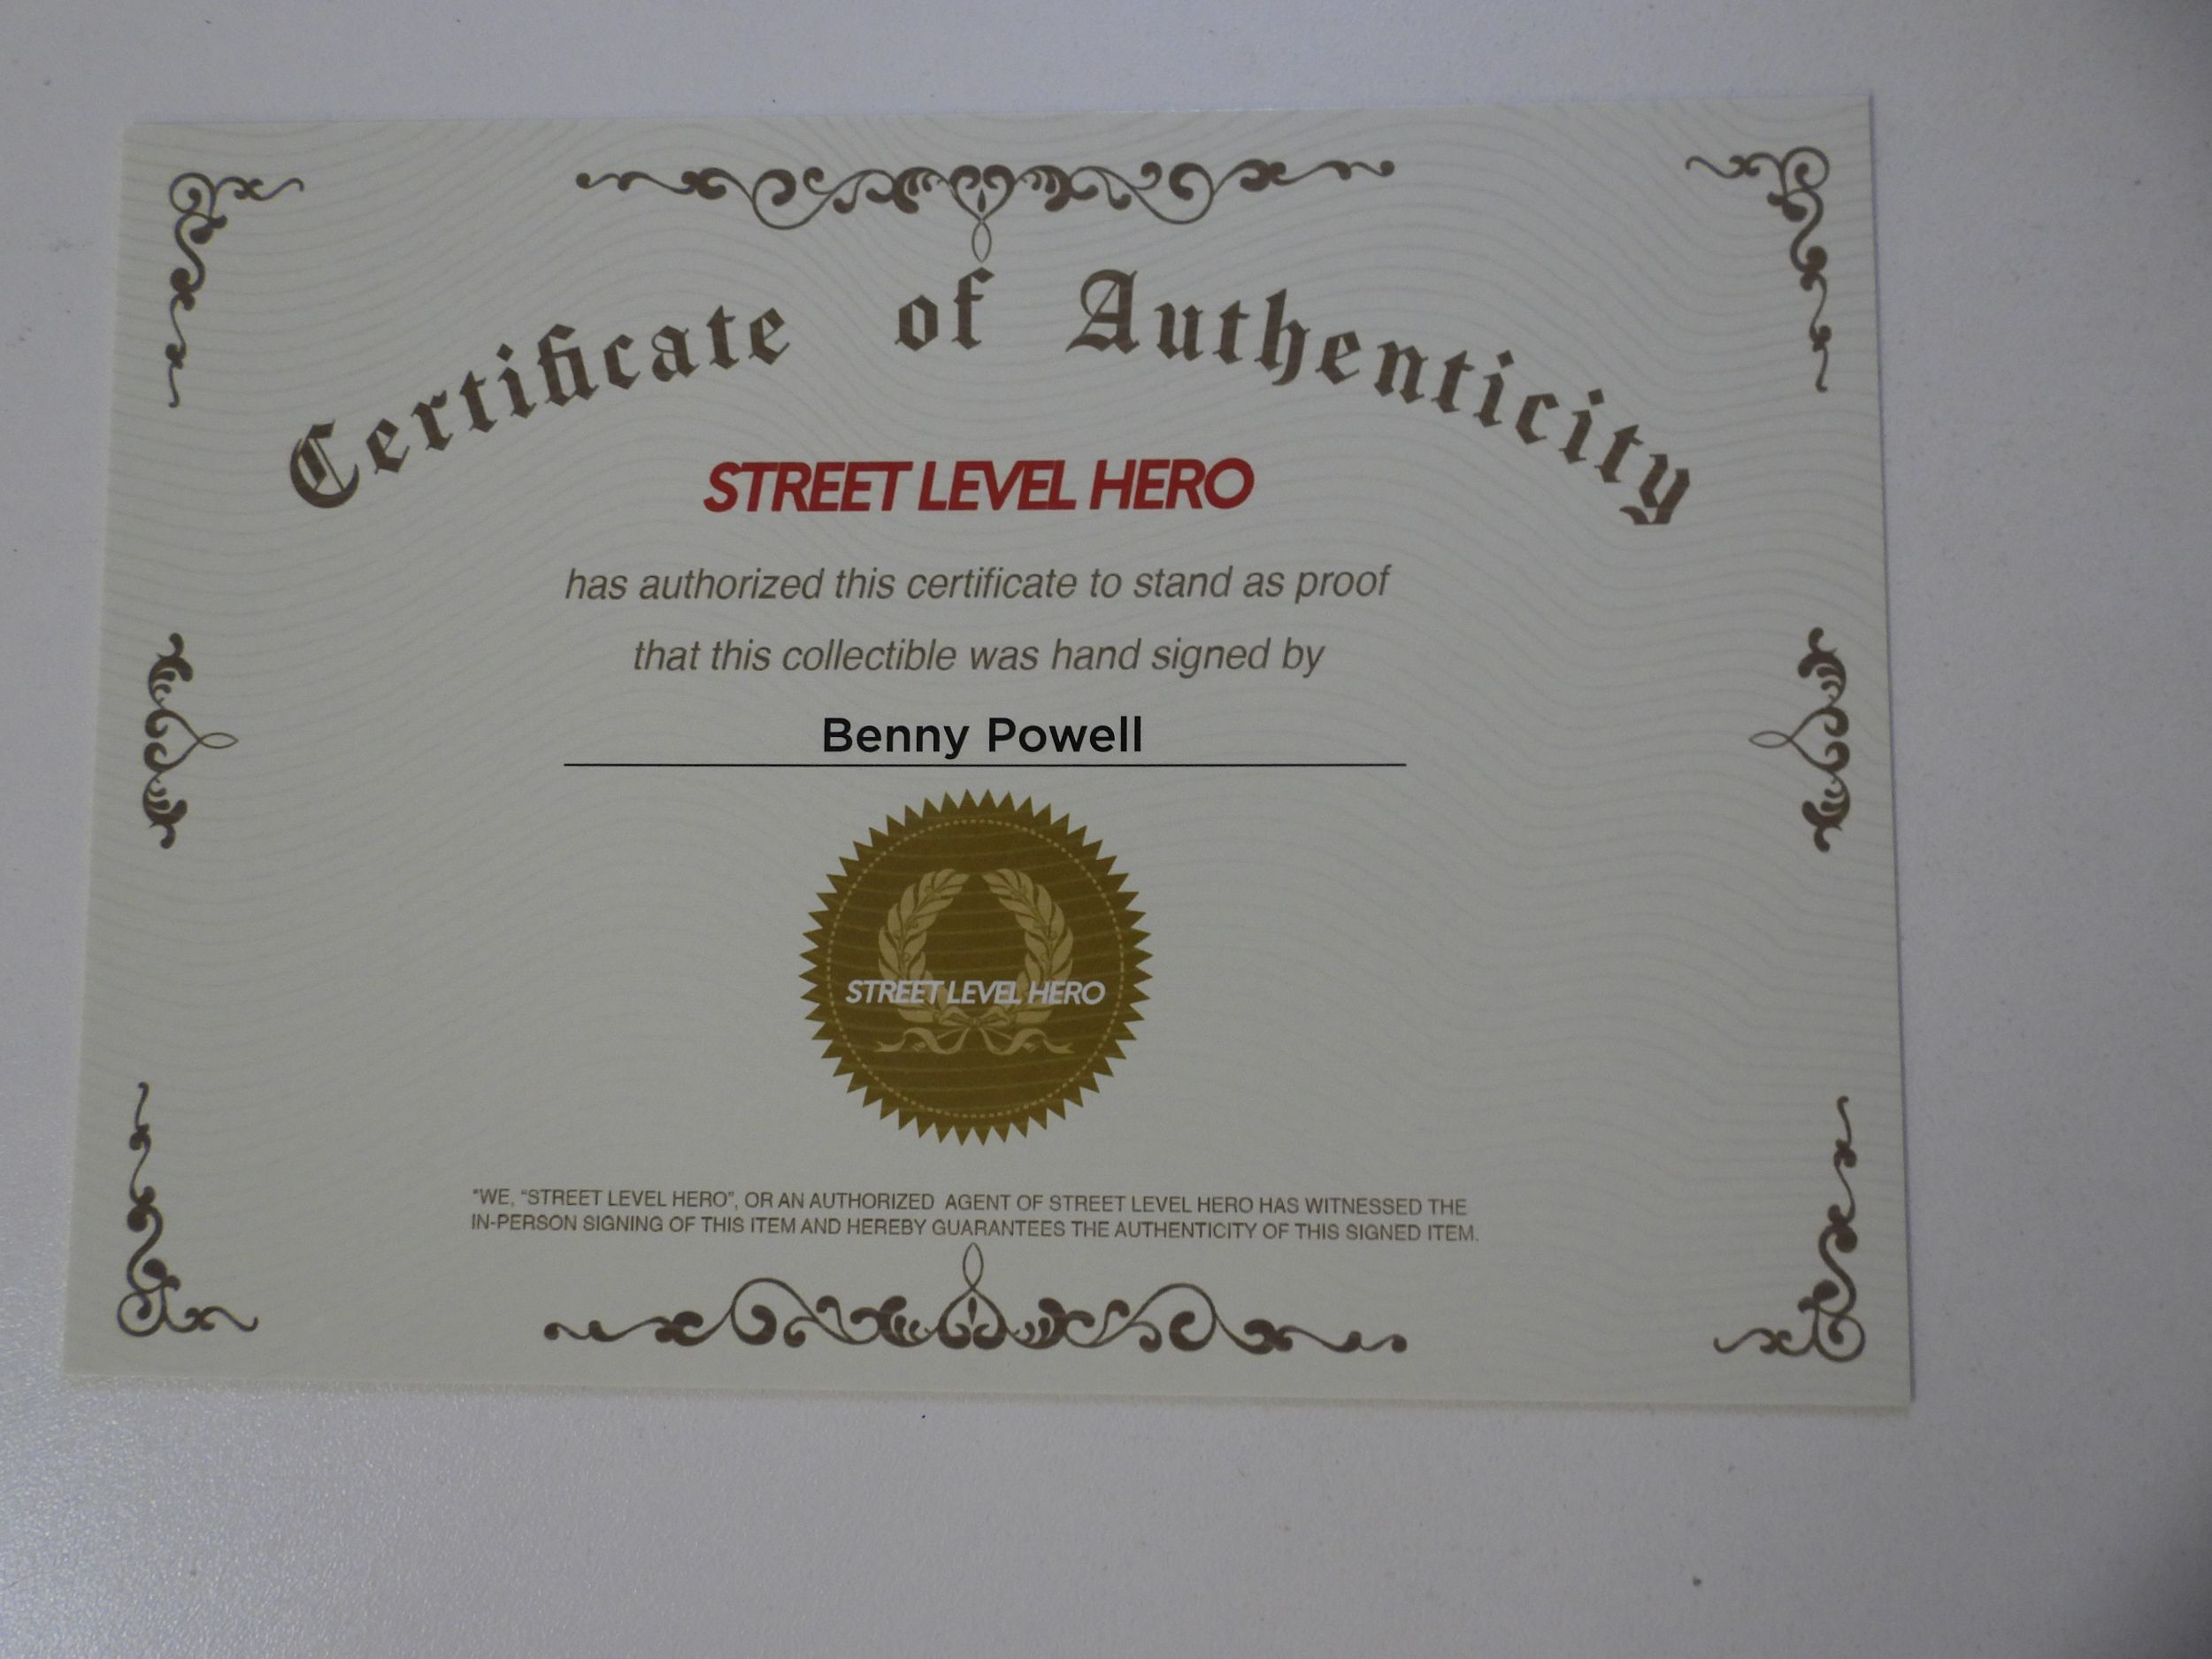 Certificate of Authenticity
STREET LEVEL HERO
has authorized this certificate to stand as proof
that this collectible was hand signed by
Benny Powell
STREET LEVEL HERO
"WE, "STREET LEVEL HERO", OR AN AUTHORIZED AGENT OF STREET LEVEL HERO HAS WITNESSED THE
IN-PERSON SIGNING OF THIS ITEM AND HEREBY GUARANTEES THE AUTHENTICITY OF THIS SIGNED ITEM.